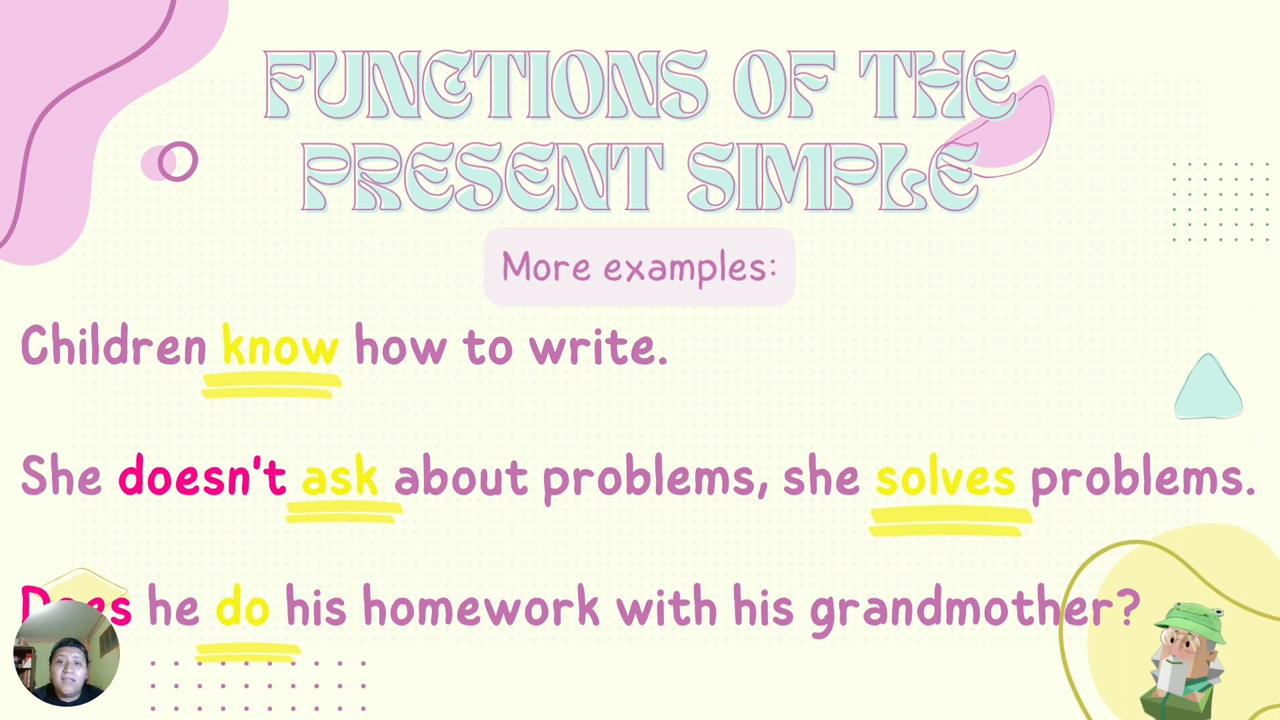 FUNCTIONS OF THE
PRESENT SIMPLE
More examples:
Children know how to write.
She doesn't ask about problems, she solves problems.
Does he do his homework with his grandmother?